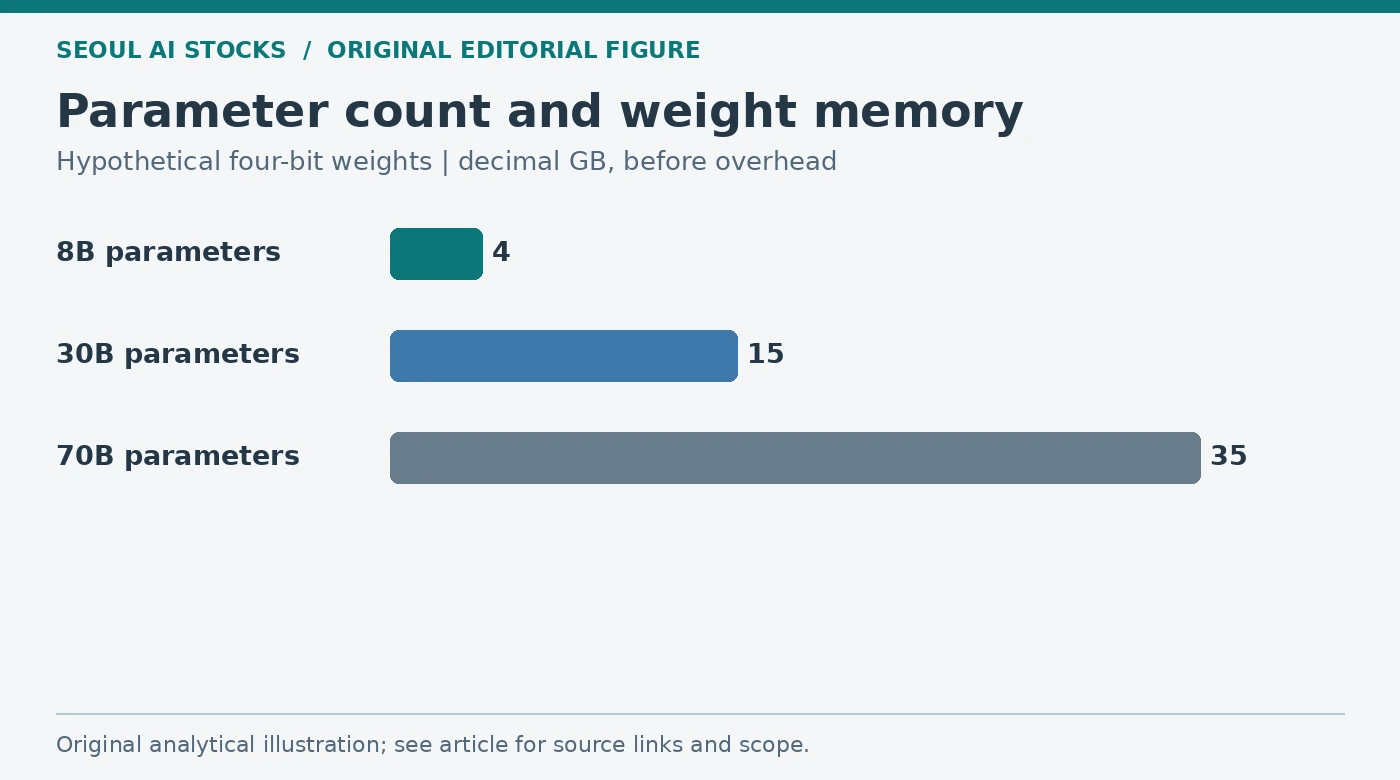 SEOUL AI STOCKS / ORIGINAL EDITORIAL FIGURE
Parameter count and weight memory
Hypothetical four-bit weights | decimal GB, before overhead
8B parameters 4
30B parameters 15
70B parameters 35
Original analytical illustration; see article for source links and scope.